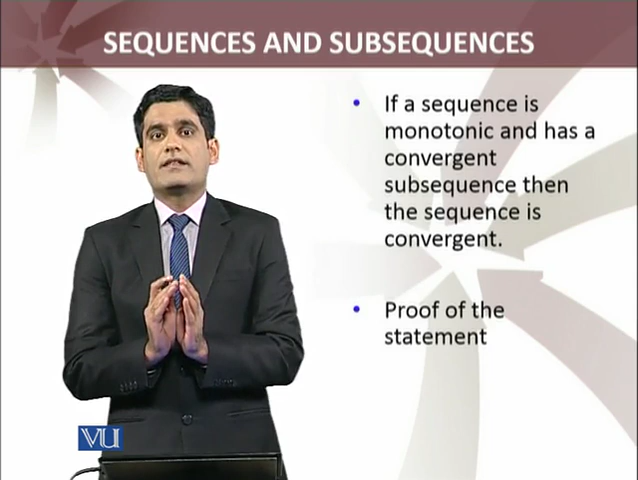 SEQUENCES AND SUBSEQUENCES
• If a sequence is
monotonic and has a
convergent
subsequence then
the sequence is
convergent.
• Proof of the
statement
VU